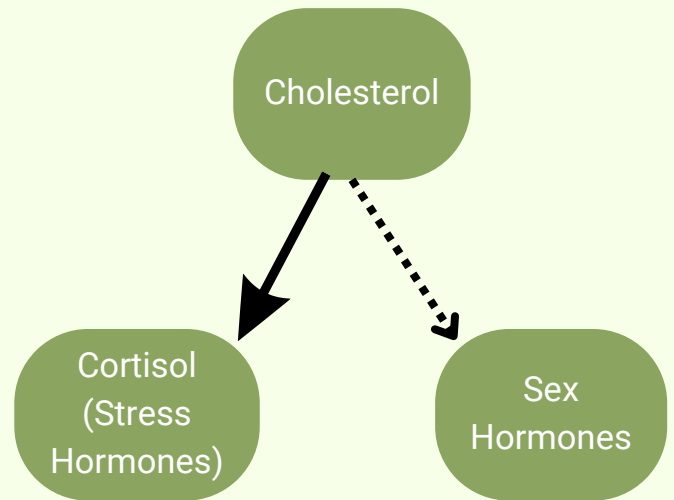 Cholesterol
Cortisol
(Stress
Hormones)
Sex
Hormones